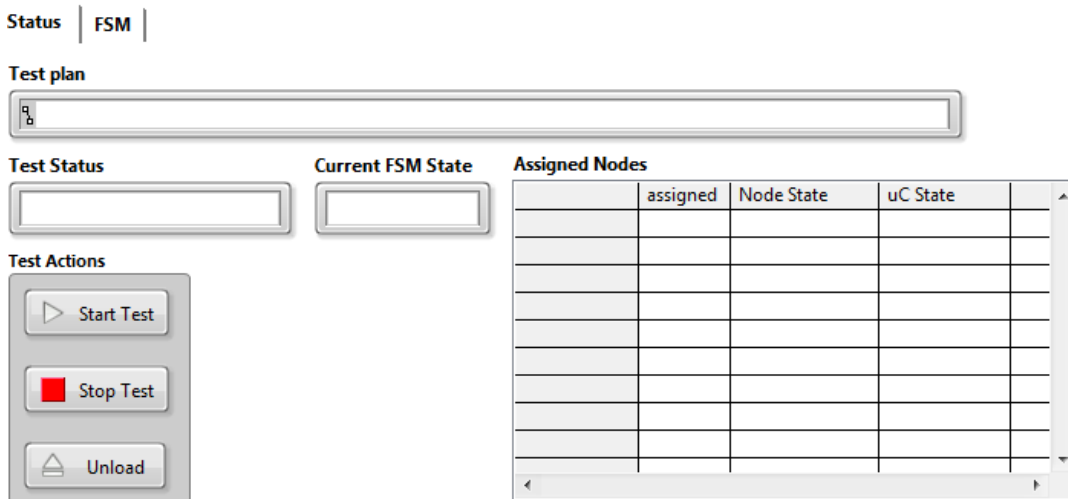 Status FSM
Test plan
Test Status Current FSM State Assigned Nodes
assigned Node State uC State
Test Actions
Start Test
Stop Test
Unload